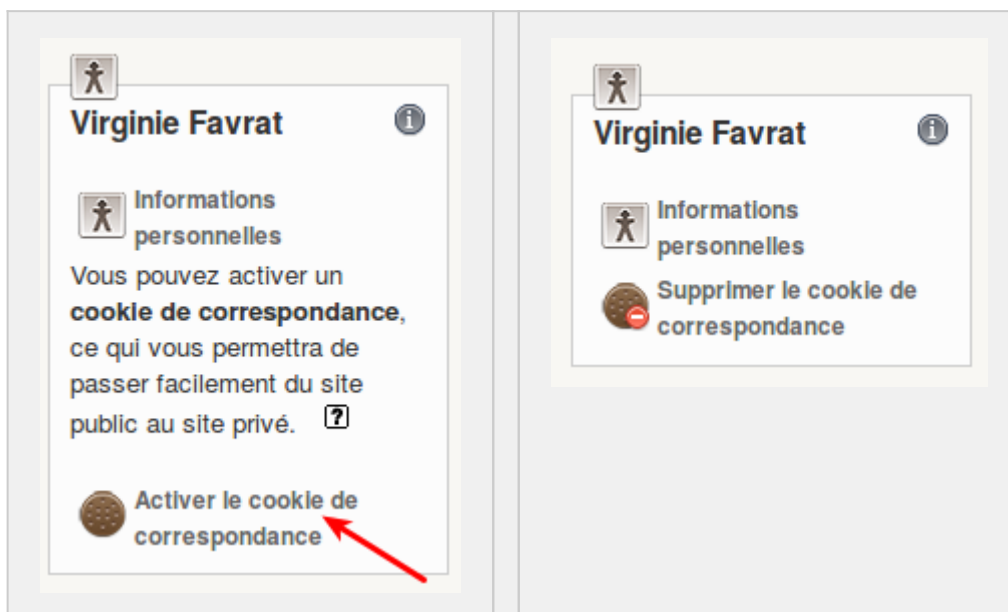 Virginie Favrat
Informations
personnelles
Vous pouvez activer un
cookie de correspondance,
ce qui vous permettra de
passer facilement du site
public au site privé. ?
Activer le cookie de
correspondance
Virginie Favrat
Informations
personnelles
Supprimer le cookie de
correspondance